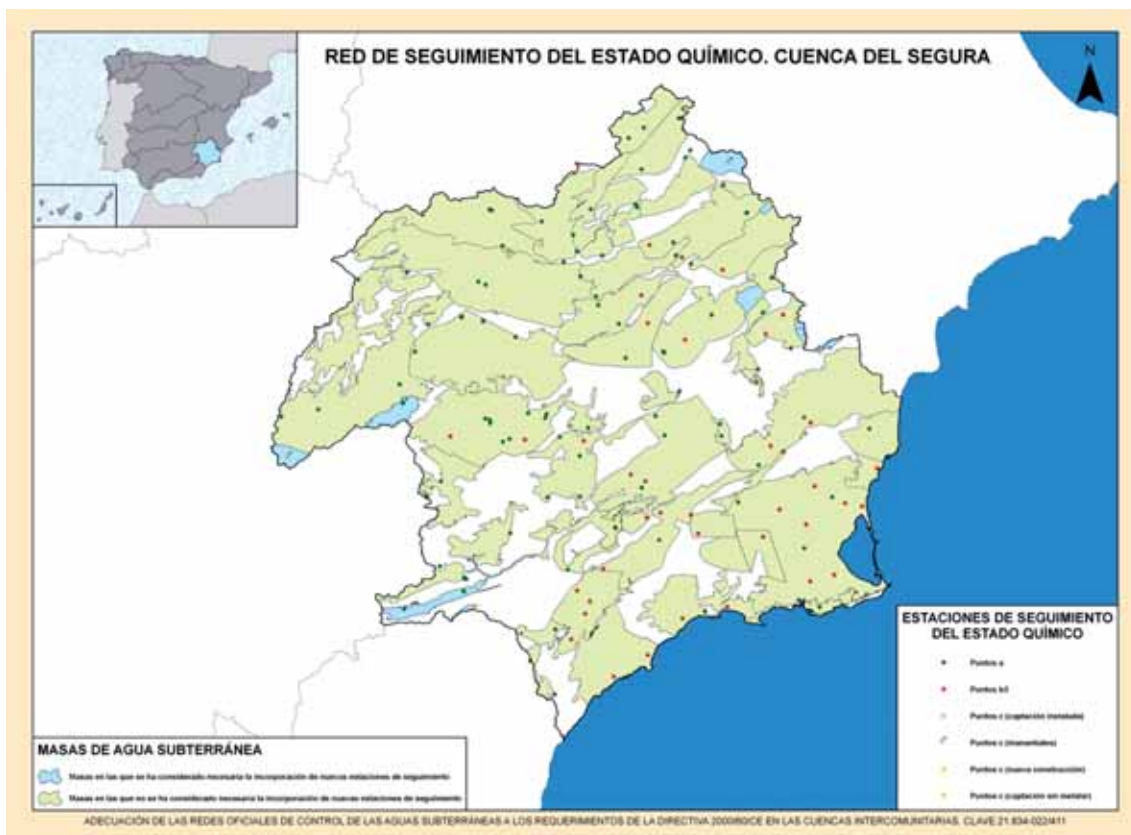 RED DE SEGUIMIENTO DEL ESTADO QUÍMICO. CUENCA DEL SEGURA
N
ESTACIONES DE SEGUIMIENTO
DEL ESTADO QUÍMICO
Puntos a
Puntos
Puntos c (captación instalada)
Puntos c (manantiales)
Puntos c (nueva construcción)
Puntos c (captación sin instalar)
MASAS DE AGUA SUBTERRÁNEA
Masas en las que se ha considerado necesaria la incorporación de nuevas estaciones de seguimiento
Masas en las que no se ha considerado necesaria la incorporación de nuevas estaciones de seguimiento
ADECUACIÓN DE LAS REDES OFICIALES DE CONTROL DE LAS AGUAS SUBTERRÁNEAS A LOS REQUERIMIENTOS DE LA DIRECTIVA 2000/60/CE EN LAS CUENCAS INTERCOMUNITARIAS. CLAVE 21.834-022/411